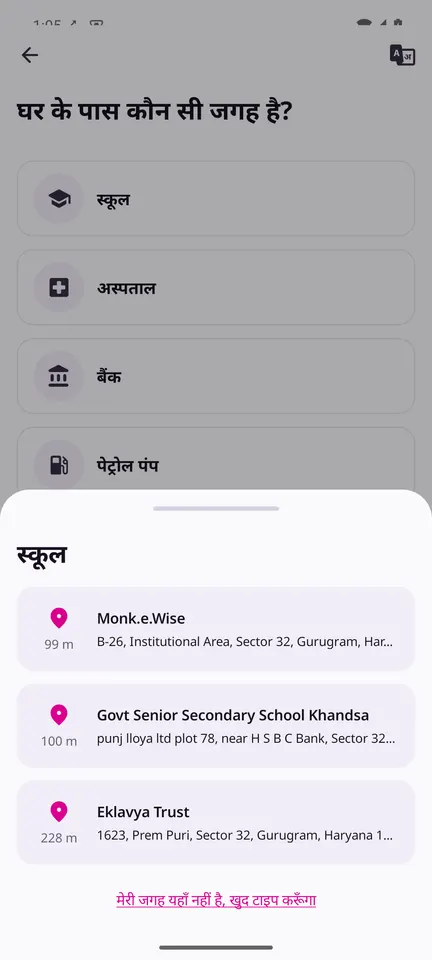 घर के पास कौन सी जगह है?
स्कूल
अस्पताल
बैंक
पेट्रोल पंप
स्कूल
Monk.e.Wise
99 m
B-26, Institutional Area, Sector 32, Gurugram, Har...
Govt Senior Secondary School Khandsa
100 m
punj lloya ltd plot 78, near H S B C Bank, Sector 32...
Eklavya Trust
228 m
1623, Prem Puri, Sector 32, Gurugram, Haryana 1...
मेरी जगह यहाँ नहीं है, खुद टाइप करूँगा